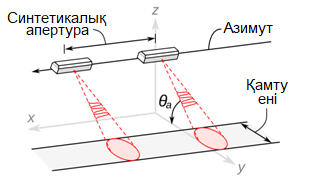 Синтетикалық
апертура
z
Азимут
θa
Қамту
ені
x
y